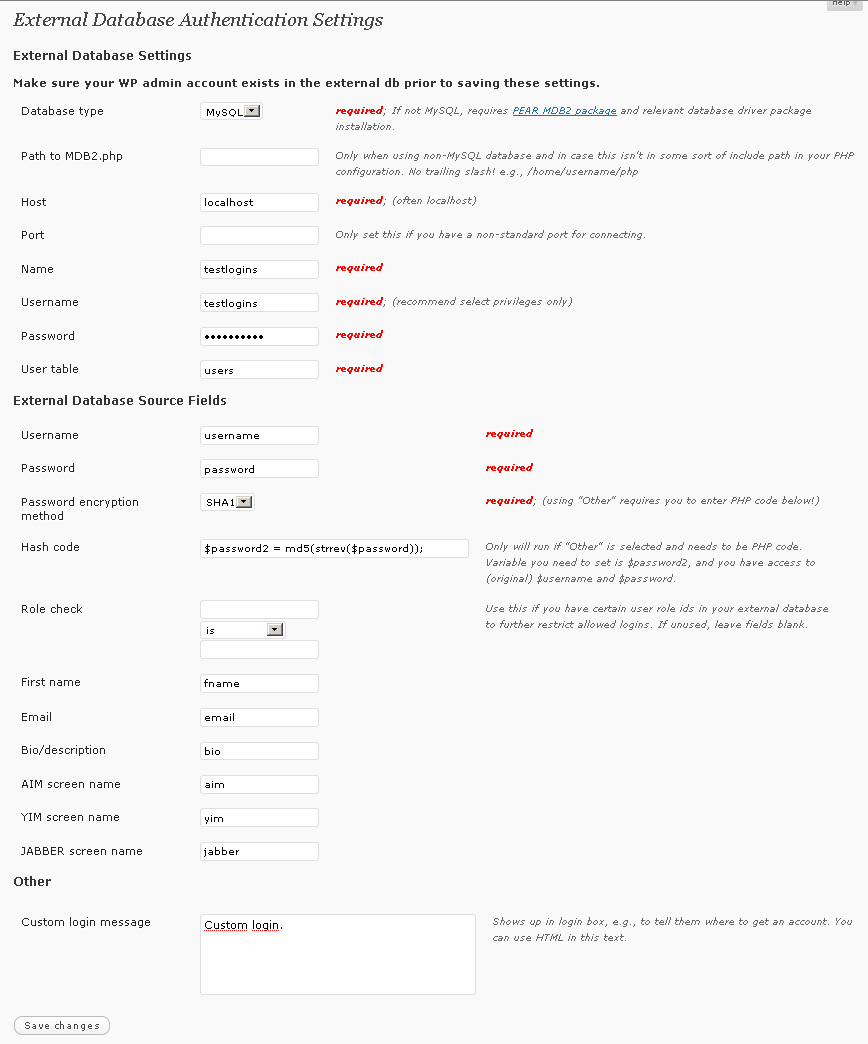 Help
External Database Authentication Settings
External Database Settings
Make sure your WP admin account exists in the external db prior to saving these settings.
Database type MySQL required; If not MySQL, requires PEAR MDB2 package and relevant database driver package
installation.
Path to MDB2.php Only when using non-MySQL database and in case this isn't in some sort of include path in your PHP
configuration. No trailing slash! e.g., /home/username/php
Host localhost required; (often localhost)
Port Only set this if you have a non-standard port for connecting.
Name testlogins required
Username testlogins required; (recommend select privileges only)
Password •••••••••• required
User table users required
External Database Source Fields
Username username required
Password password required
Password encryption SHA1 required; (using "Other" requires you to enter PHP code below!)
method
Hash code $password2 = md5(strrev($password)); Only will run if "Other" is selected and needs to be PHP code.
Variable you need to set is $password2, and you have access to
(original) $username and $password.
Role check Use this if you have certain user role ids in your external database
is to further restrict allowed logins. If unused, leave fields blank.
First name fname
Email email
Bio/description bio
AIM screen name aim
YIM screen name yim
JABBER screen name jabber
Other
Custom login message Custom login. Shows up in login box, e.g., to tell them where to get an account. You
can use HTML in this text.
Save changes